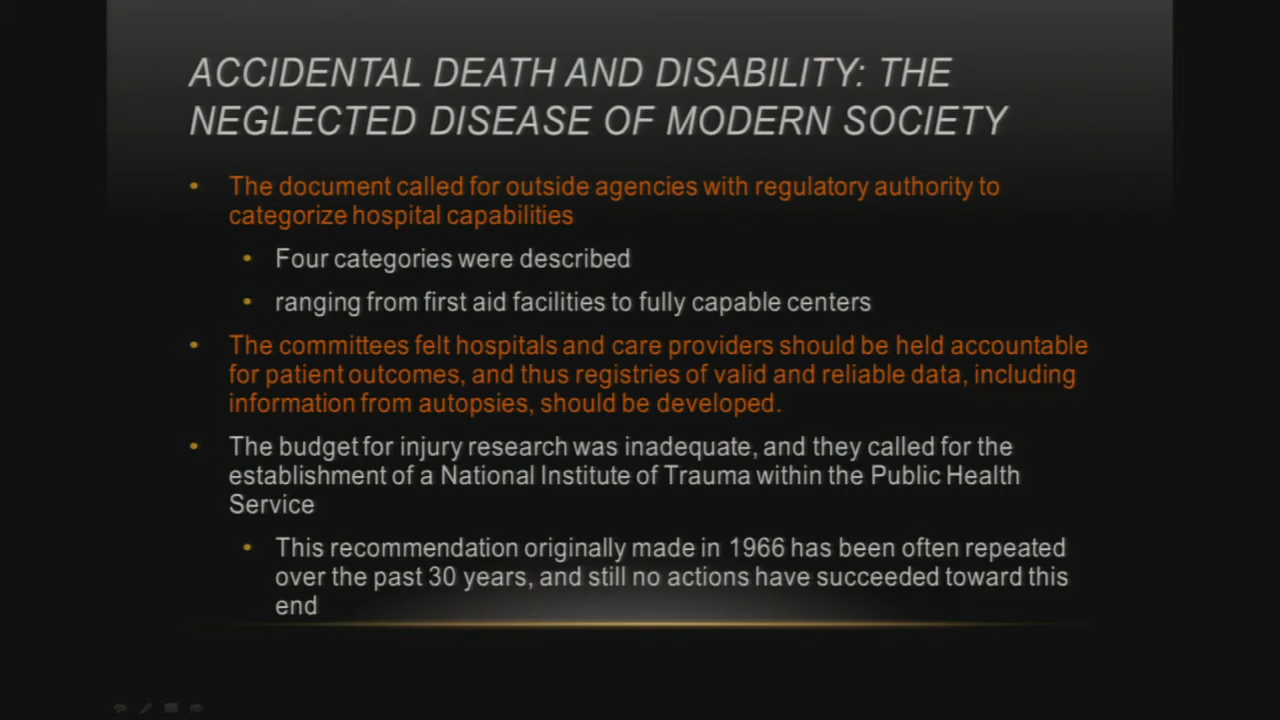 ACCIDENTAL DEATH AND DISABILITY: THE
NEGLECTED DISEASE OF MODERN SOCIETY
• The document called for outside agencies with regulatory authority to
categorize hospital capabilities
• Four categories were described
• ranging from first aid facilities to fully capable centers
• The committees felt hospitals and care providers should be held accountable
for patient outcomes, and thus registries of valid and reliable data, including
information from autopsies, should be developed.
• The budget for injury research was inadequate, and they called for the
establishment of a National Institute of Trauma within the Public Health
Service
• This recommendation originally made in 1966 has been often repeated
over the past 30 years, and still no actions have succeeded toward this
end